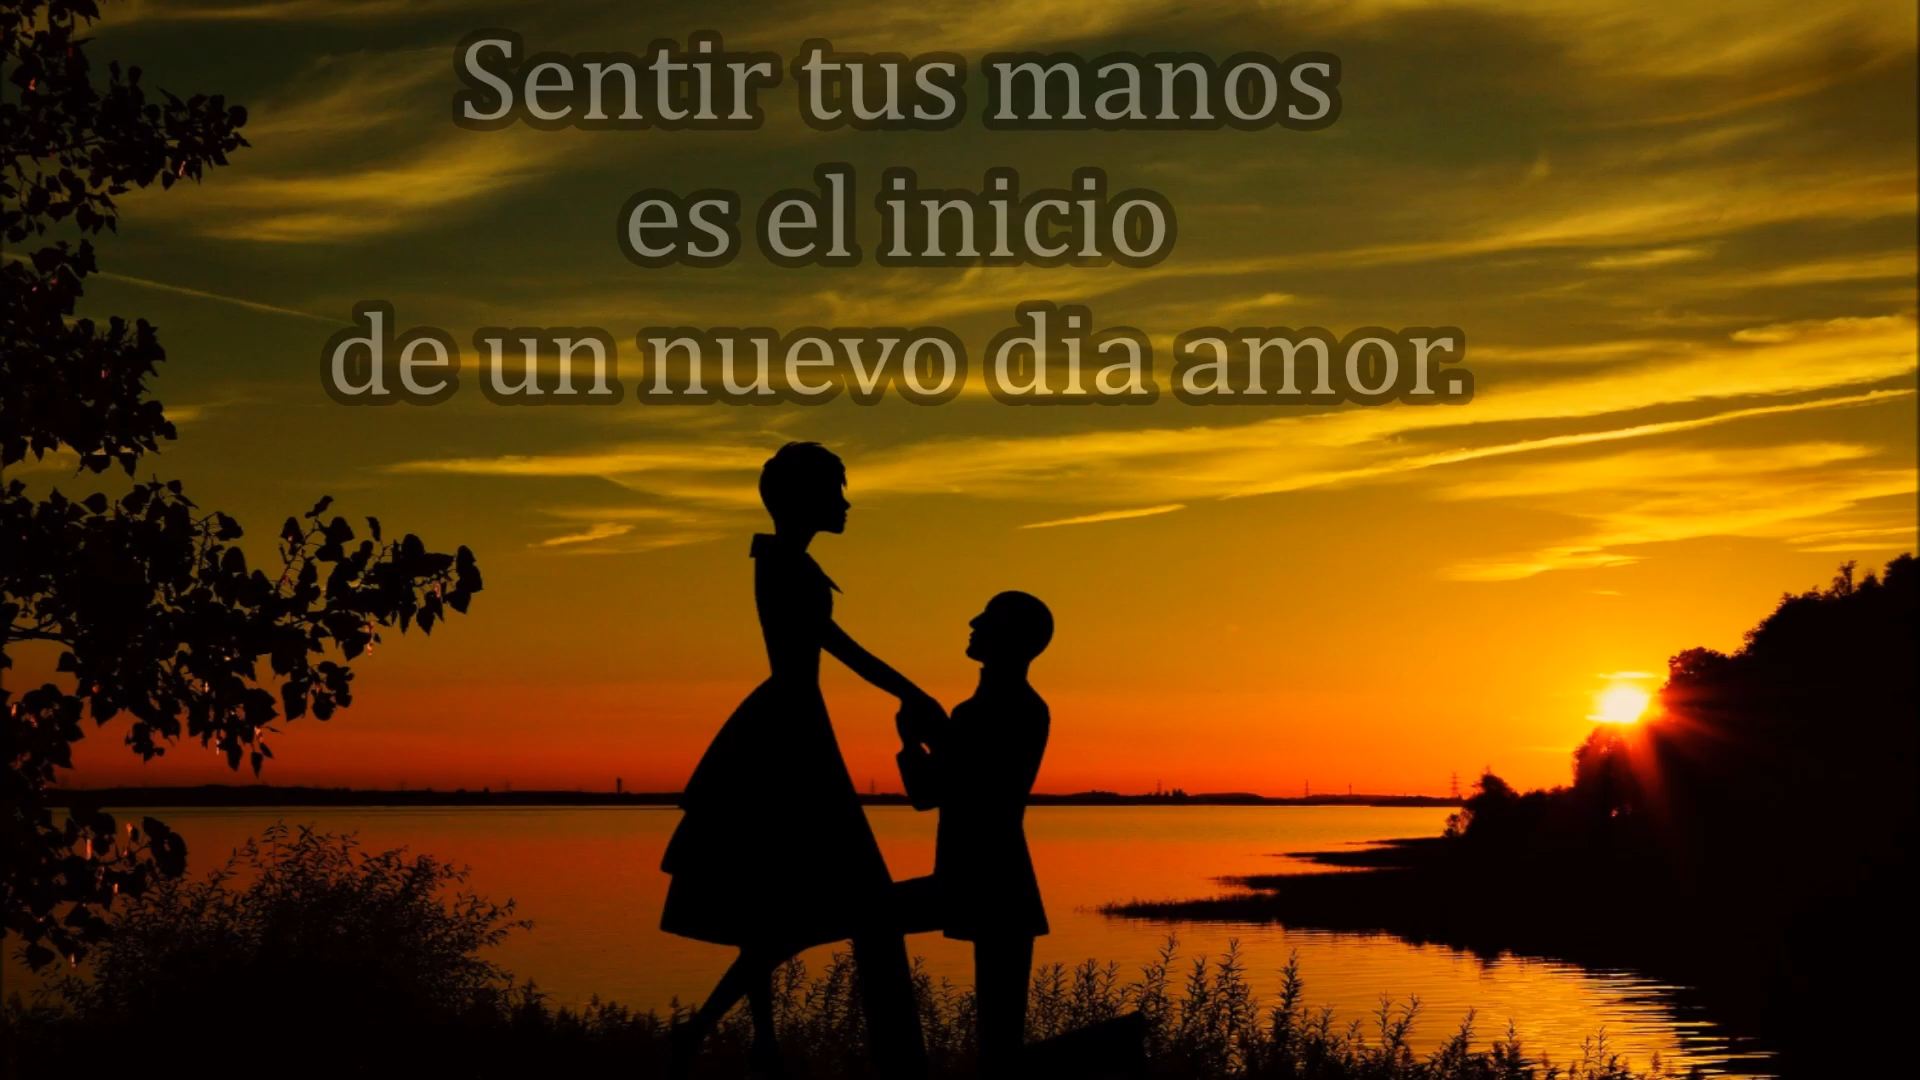 Sentir tus manos
es el inicio
de un nuevo dia amor.